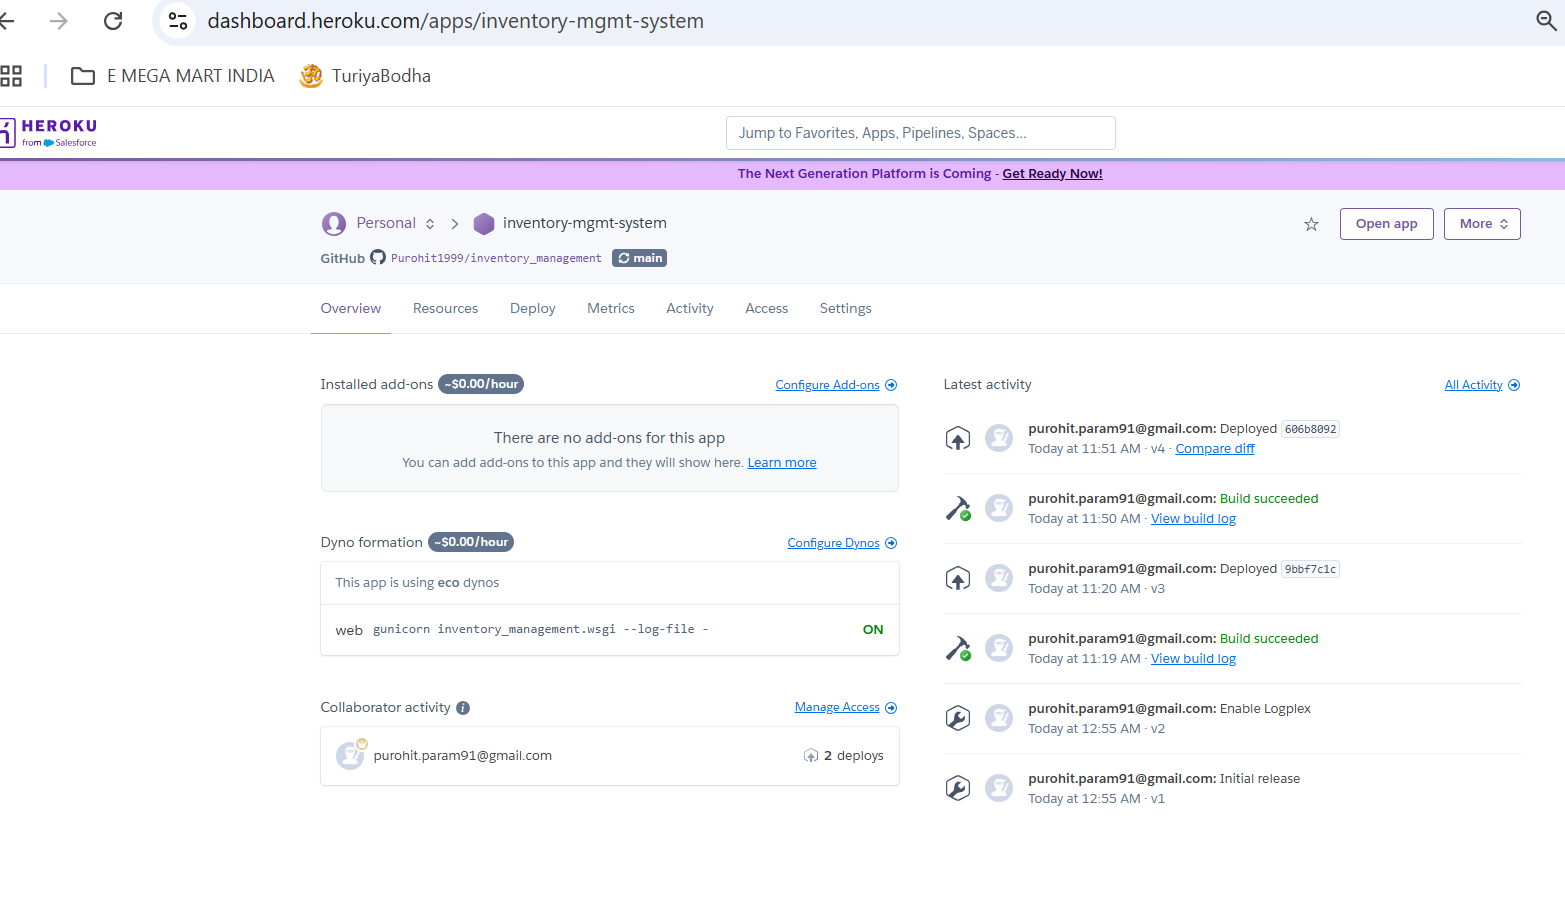 dashboard.heroku.com/apps/inventory-mgmt-system
E MEGA MART INDIA
TuriyaBodha
HEROKU
from Salesforce
Jump to Favorites, Apps, Pipelines, Spaces...
The Next Generation Platform is Coming - Get Ready Now!
Personal
inventory-mgmt-system
Open app
More
GitHub
Purohit1999/inventory_management
main
Overview
Resources
Deploy
Metrics
Activity
Access
Settings
Installed add-ons ~$0.00/hour
Configure Add-ons
There are no add-ons for this app
You can add add-ons to this app and they will show here. Learn more
Dyno formation ~$0.00/hour
Configure Dynos
This app is using eco dynos
web gunicorn inventory_management.wsgi --log-file -
ON
Collaborator activity i
Manage Access
purohit.param91@gmail.com
2 deploys
Latest activity
All Activity
purohit.param91@gmail.com: Deployed 606b8092
Today at 11:51 AM · v4 · Compare diff
purohit.param91@gmail.com: Build succeeded
Today at 11:50 AM · View build log
purohit.param91@gmail.com: Deployed 9bbf7c1c
Today at 11:20 AM · v3
purohit.param91@gmail.com: Build succeeded
Today at 11:19 AM · View build log
purohit.param91@gmail.com: Enable Logplex
Today at 12:55 AM · v2
purohit.param91@gmail.com: Initial release
Today at 12:55 AM · v1